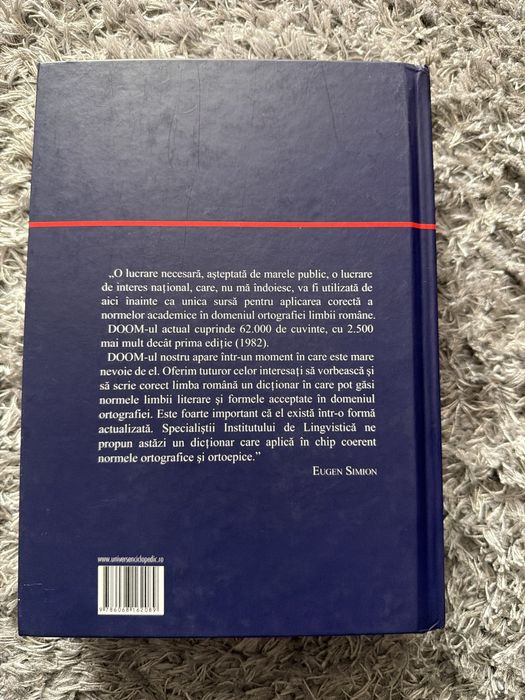 „O lucrare necesară, așteptată de marele public, o lucrare
de interes național, care, nu mă îndoiesc, va fi utilizată de
aici înainte ca unica sursă pentru aplicarea corectă a
normelor academice în domeniul ortografiei limbii române.
DOOM-ul actual cuprinde 62.000 de cuvinte, cu 2.500
mai mult decât prima ediție (1982).
DOOM-ul nostru apare într-un moment în care este mare
nevoie de el. Oferim tuturor celor interesați să vorbească și
să scrie corect limba română un dicționar în care pot găsi
normele limbii literare și formele acceptate în domeniul
ortografiei. Este foarte important că el există într-o formă
actualizată. Specialiștii Institutului de Lingvistică ne
propun astăzi un dicționar care aplică în chip coerent
normele ortografice și ortoepice.”
EUGEN SIMION
www.universenciclopedic.ro
9786068162089